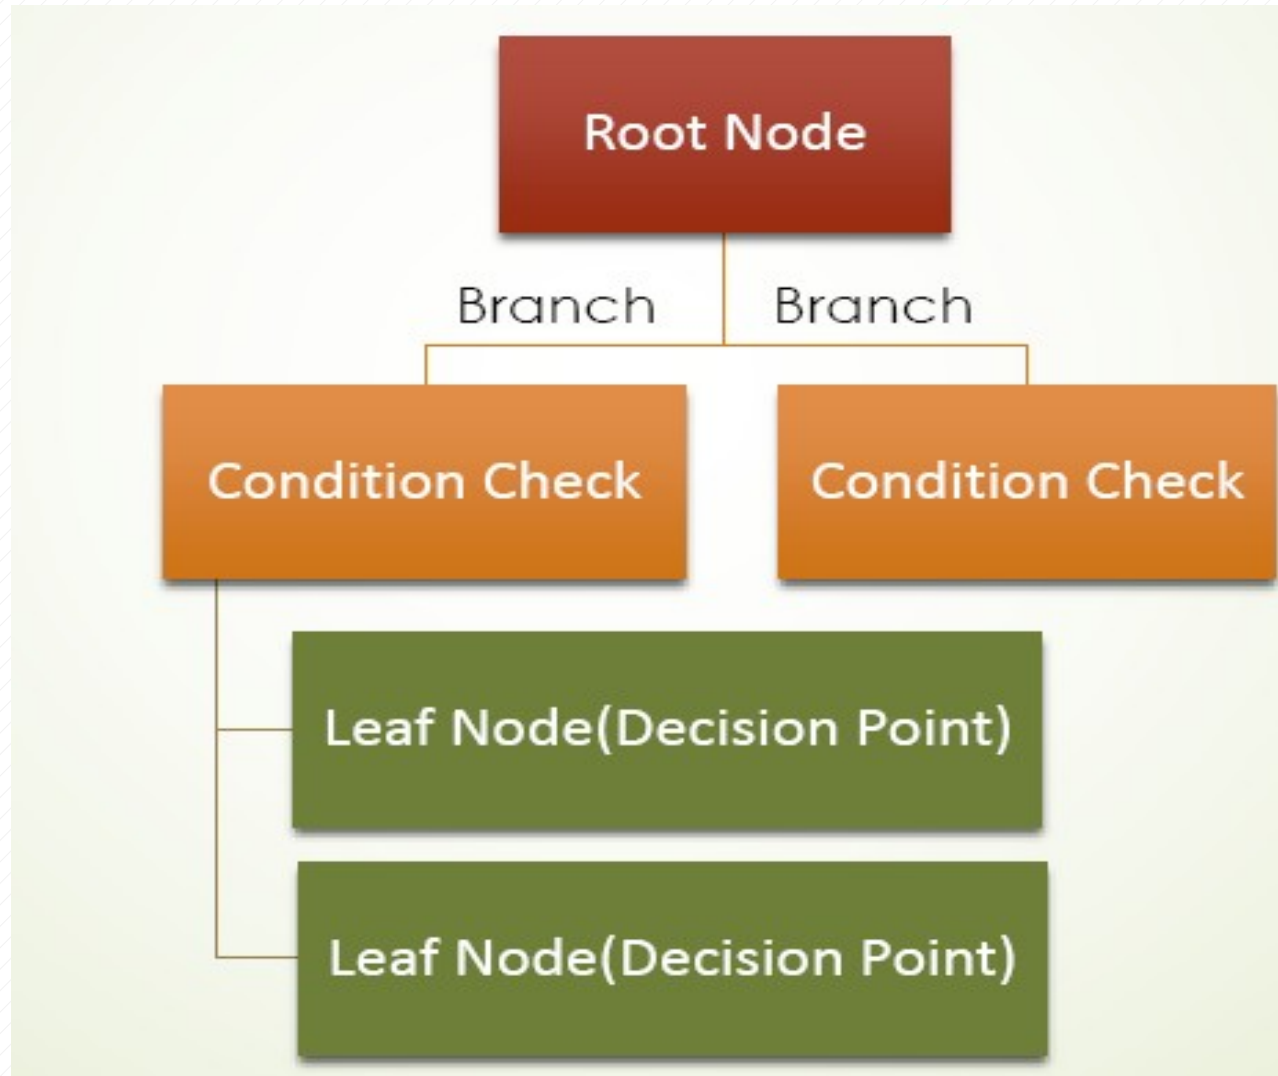 Root Node
Branch
Branch
Condition Check
Condition Check
Leaf Node(Decision Point)
Leaf Node(Decision Point)